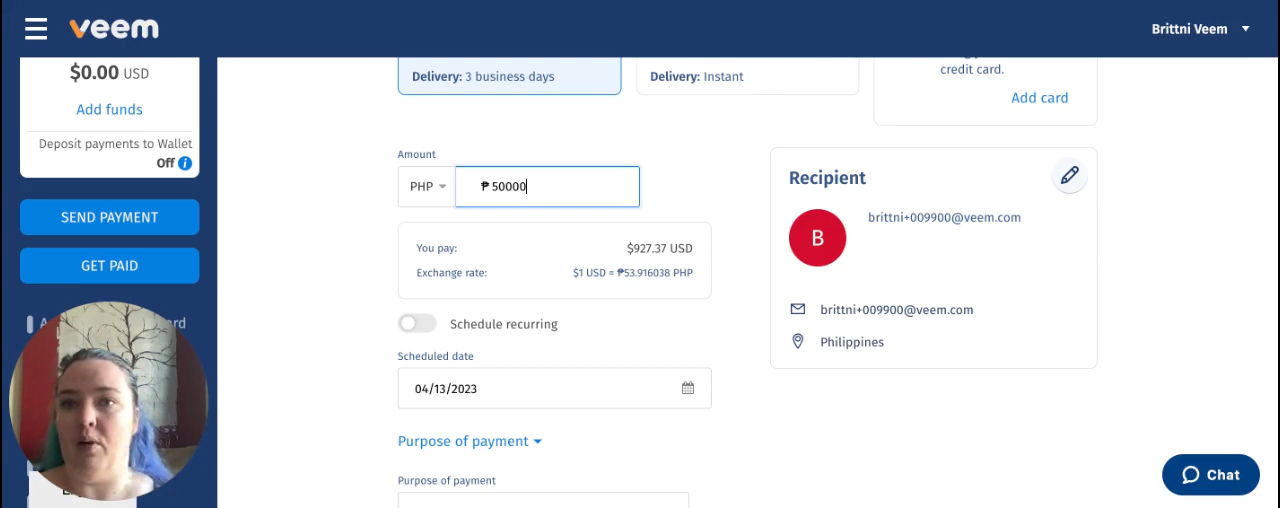 veem
Brittni Veem
$0.00 USD
Add funds
Deposit payments to Wallet
Off
SEND PAYMENT
GET PAID
Delivery: 3 business days
Delivery: Instant
credit card.
Add card
Amount
PHP
₱ 50000
You pay:
$927.37 USD
Exchange rate:
$1 USD = ₱53.916038 PHP
Schedule recurring
Scheduled date
04/13/2023
Purpose of payment
Purpose of payment
Recipient
B
brittni+009900@veem.com
brittni+009900@veem.com
Philippines
Chat